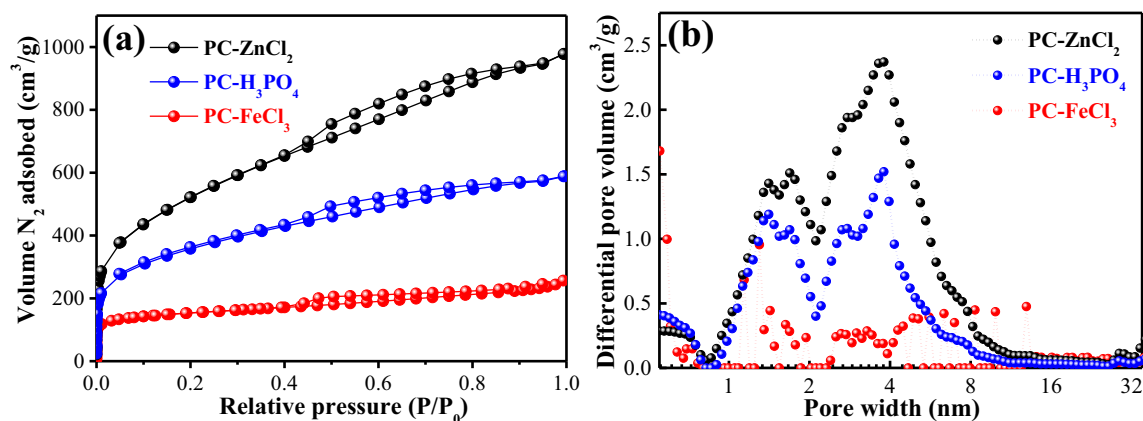 (a)
PC-ZnCl2
PC-H3PO4
PC-FeCl3
Volume N2 adsobed (cm3/g)
1000
800
600
400
200
0
0.0 0.2 0.4 0.6 0.8 1.0
Relative pressure (P/P0)
(b)
PC-ZnCl2
PC-H3PO4
PC-FeCl3
Differential pore volume (cm3/g)
2.5
2.0
1.5
1.0
0.5
0.0
1 2 4 8 16 32
Pore width (nm)